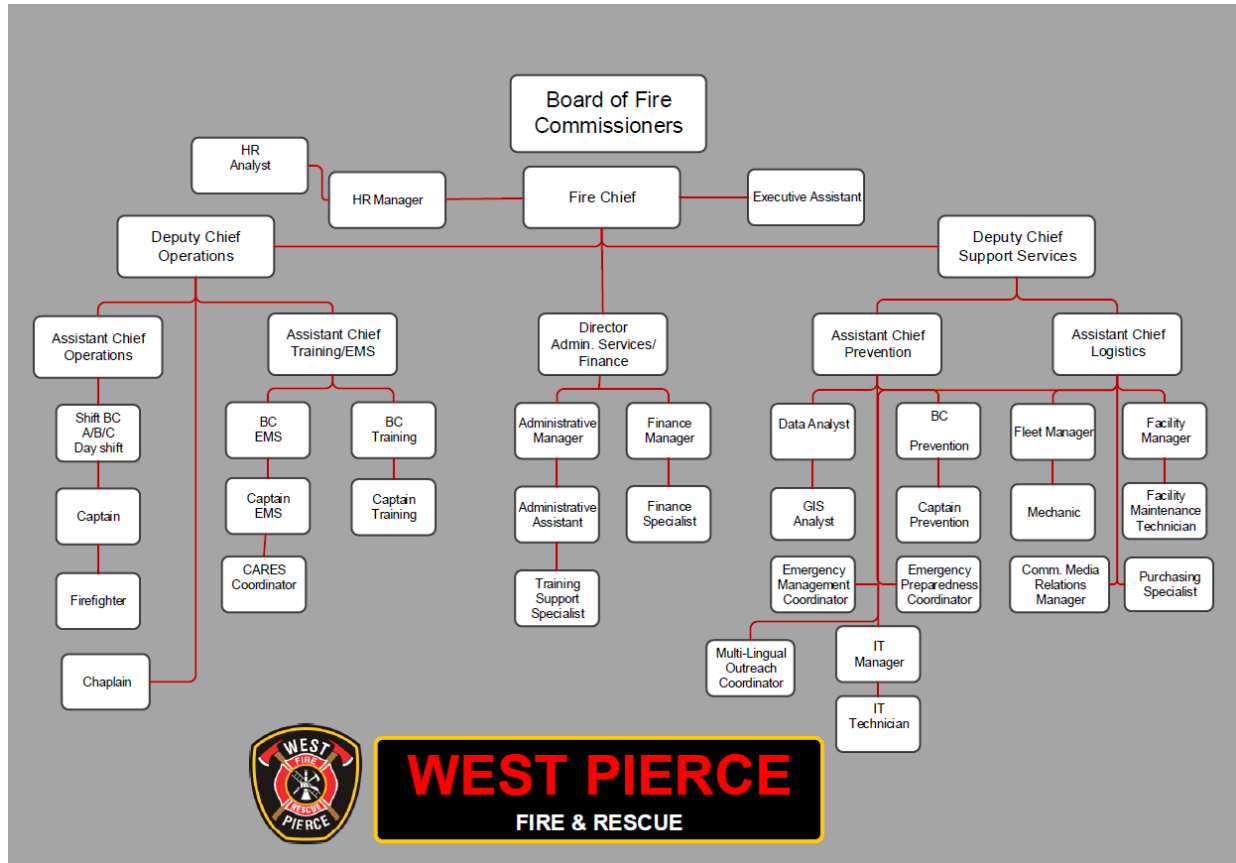 Board of Fire
Commissioners
HR
Analyst
HR Manager
Fire Chief
Executive Assistant
Deputy Chief
Operations
Deputy Chief
Support Services
Assistant Chief
Operations
Assistant Chief
Training/EMS
Director
Admin. Services/
Finance
Assistant Chief
Prevention
Assistant Chief
Logistics
Shift BC
A/B/C
Day shift
BC
EMS
BC
Training
Administrative
Manager
Finance
Manager
Data Analyst
BC
Prevention
Fleet Manager
Facility
Manager
Captain
Captain
EMS
Captain
Training
Administrative
Assistant
Finance
Specialist
GIS
Analyst
Captain
Prevention
Mechanic
Facility
Maintenance
Technician
Firefighter
CARES
Coordinator
Training
Support
Specialist
Emergency
Management
Coordinator
Emergency
Preparedness
Coordinator
Comm. Media
Relations
Manager
Purchasing
Specialist
Chaplain
Multi-Lingual
Outreach
Coordinator
IT
Manager
IT
Technician
WEST
FIRE
RESCUE
PIERCE
WEST PIERCE
FIRE & RESCUE